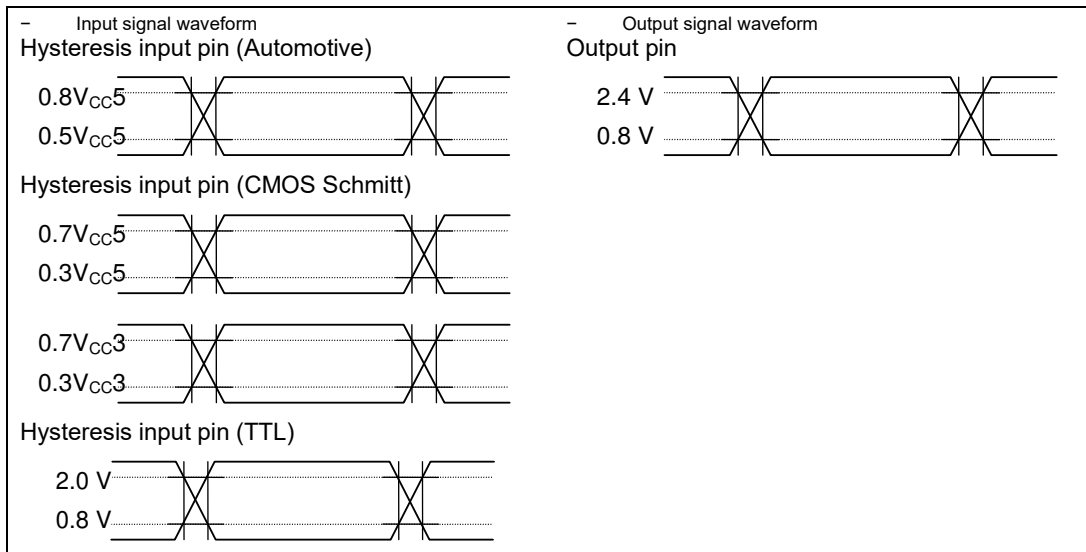 − Input signal waveform
Hysteresis input pin (Automotive)
0.8VCC5
0.5VCC5
Hysteresis input pin (CMOS Schmitt)
0.7VCC5
0.3VCC5
0.7VCC3
0.3VCC3
Hysteresis input pin (TTL)
2.0 V
0.8 V
− Output signal waveform
Output pin
2.4 V
0.8 V